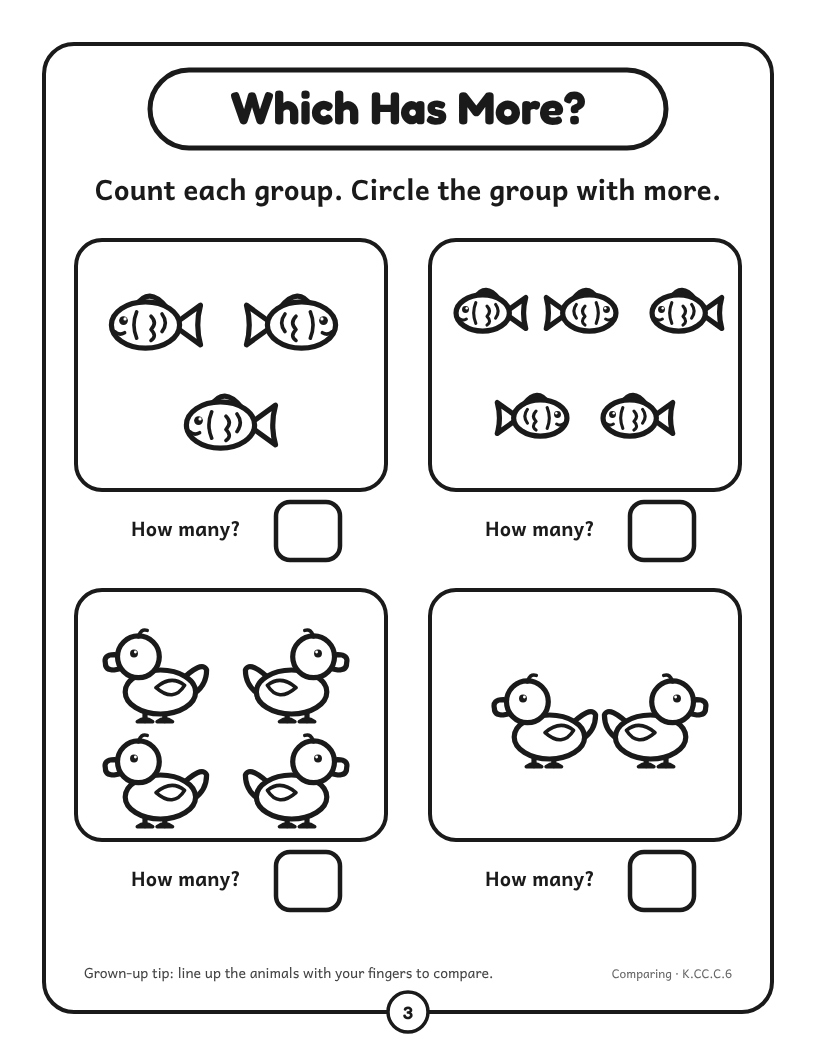 Which Has More?
Count each group. Circle the group with more.
How many?
How many?
How many?
How many?
Grown-up tip: line up the animals with your fingers to compare.
Comparing · K.CC.C.6
3